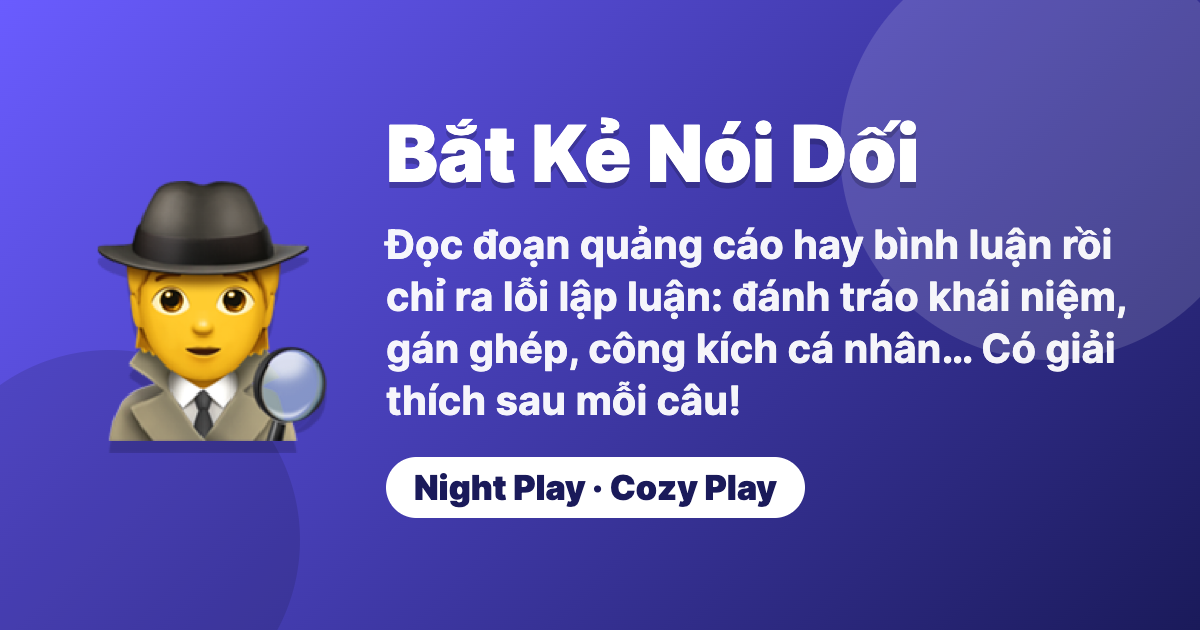 Bắt Kẻ Nói Dối
Đọc đoạn quảng cáo hay bình luận rồi
chỉ ra lỗi lập luận: đánh tráo khái niệm,
gán ghép, công kích cá nhân... Có giải
thích sau mỗi câu!
Night Play · Cozy Play